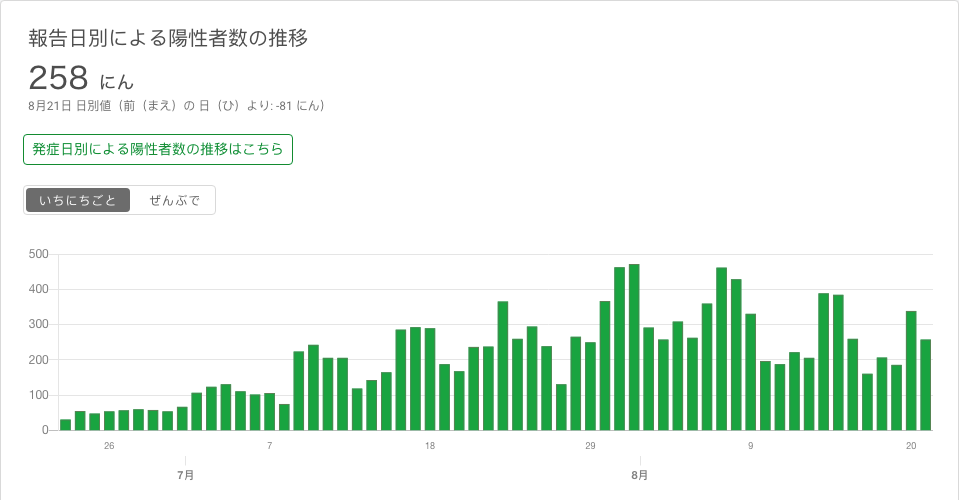 報告日別による陽性者数の推移
258 にん
8月21日 日別値（前（まえ）の 日（ひ）より: -81 にん）
発症日別による陽性者数の推移はこちら
いちにちごと ぜんぶで
500
400
300
200
100
0
26 7 18 29 9 20
7月 8月